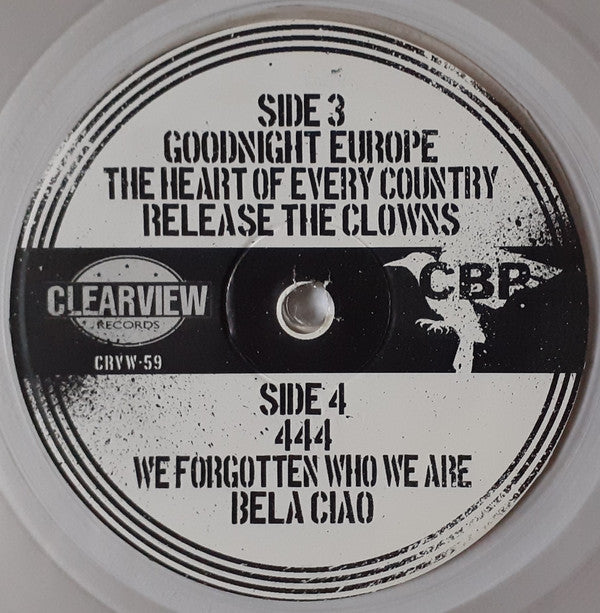 SIDE 3
GOODNIGHT EUROPE
THE HEART OF EVERY COUNTRY
RELEASE THE CLOWNS
CLEARVIEW
RECORDS
CRVW-59
CBP
SIDE 4
444
WE FORGOTTEN WHO WE ARE
BELA CIAO